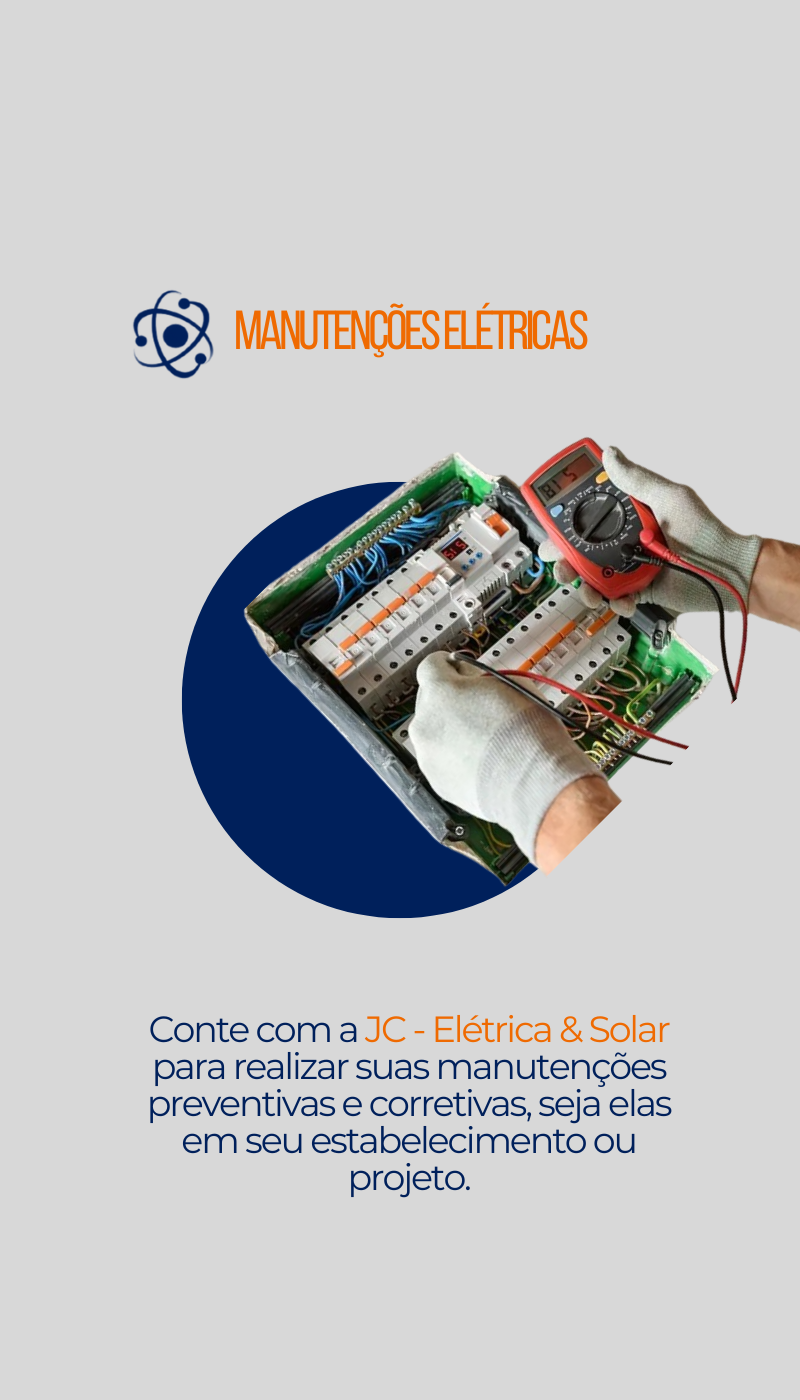 MANUTENÇÕES ELÉTRICAS
Conte com a JC - Elétrica & Solar
para realizar suas manutenções
preventivas e corretivas, seja elas
em seu estabelecimento ou
projeto.